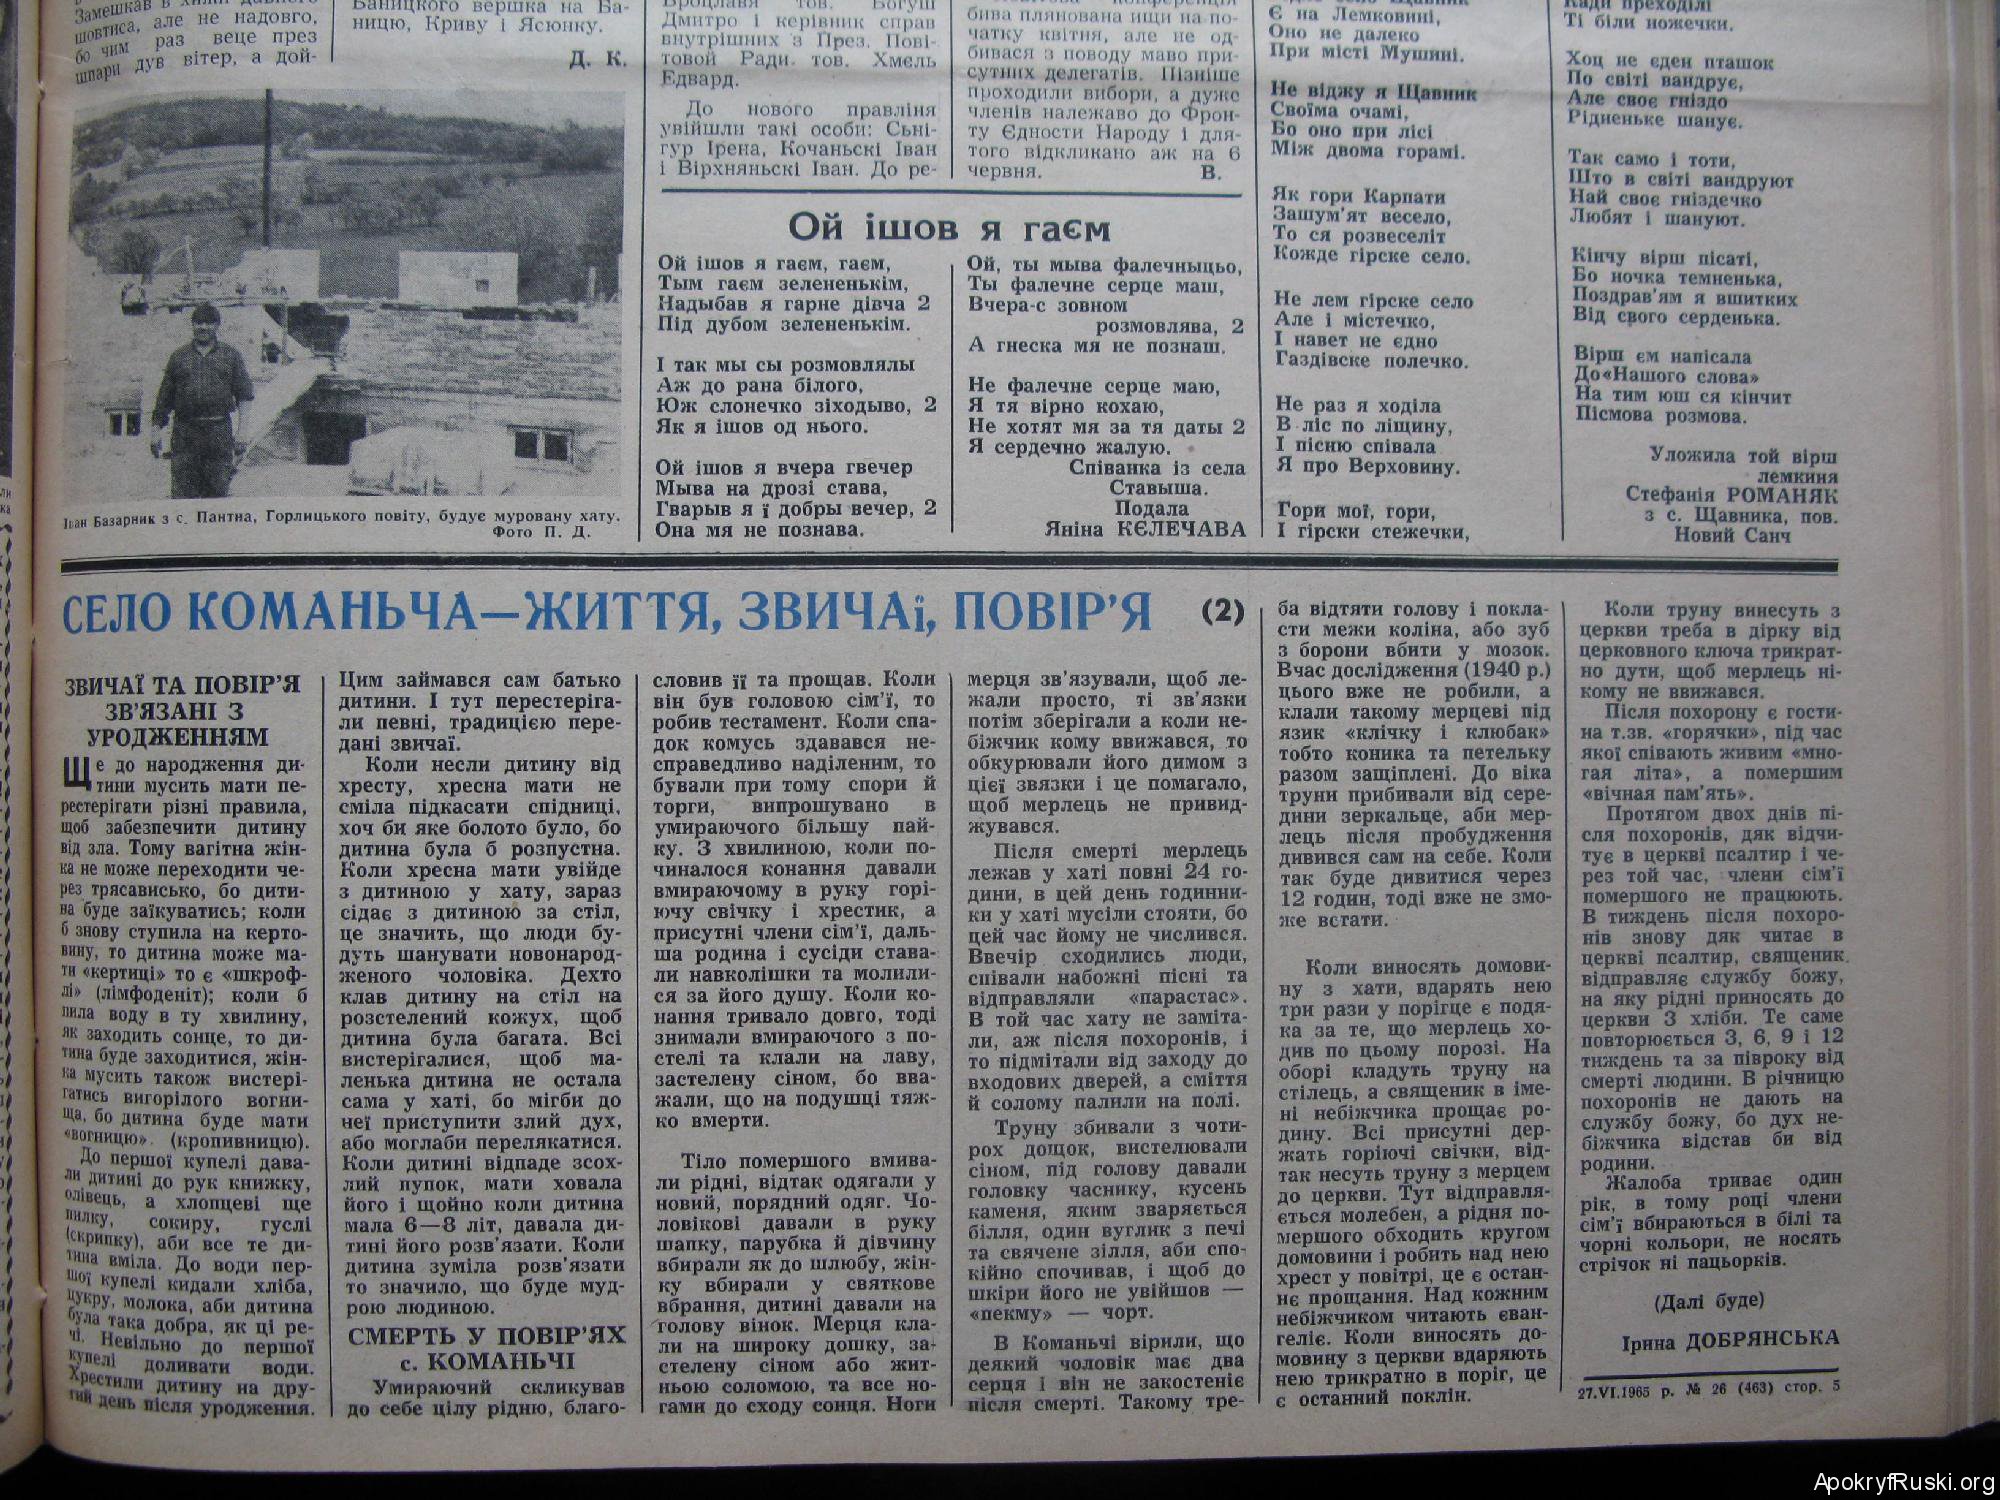 Замешкав в хижи давного
шовтиса, але не надовго,
бо чим раз веце през
шпари дув вітер, а дой-
Баницкого вершка на Ба-
ницю, Криву і Ясюнку.
Д. К.
Іван Базарник з с. Пантна, Горлицького повіту, будує муровану хату.
Фото П. Д.
Вроцлавя тов. Богуш
Дмитро і керівник справ
внутрішних з През. Пові-
товой Ради тов. Хмель
Едвард.
До нового правліня
увійшли такі особи: Сьні-
гур Ірена, Кочаньскі Іван
і Вірхняньскі Іван. До ре-
бива плянована ищи на по-
чатку квітня, але не од-
бивася з поводу маво при-
сутних делегатів. Пізніше
проходили вибори, а дуже
членів належаво до Фрон-
ту Єдности Народу і для-
того відкликано аж на 6
червня. В.
Ой ішов я гаєм
Ой ішов я гаєм, гаєм,
Тым гаєм зелененькім,
Надыбав я гарне дівча 2
Під дубом зелененькім.
І так мы сы розмовлялы
Аж до рана білого,
Юж слонечко зіходыво, 2
Як я ішов од нього.
Ой ішов я вчера гвечер
Мыва на дрозі става,
Гварыв я ї добры вечер, 2
Она мя не познава.
Ой, ты мыва фалечныцьо,
Ты фалечне серце маш,
Вчера-с зовном
розмовлява, 2
А гнеска мя не познаш.
Не фалечне серце маю,
Я тя вірно кохаю,
Не хотят мя за тя даты 2
Я сердечно жалую.
Співанка із села
Ставыша.
Подала
Яніна КЄЛЕЧАВА
Є на Лемковині,
Оно не далеко
При місті Мушині.
Не віджу я Щавник
Своїма очамі,
Бо оно при лісі
Між двома горамі.
Як гори Карпати
Зашум'ят весело,
То ся розвеселіт
Кожде гірске село.
Не лем гірске село
Але і містечко,
І навет не єдно
Газдівске полечко.
Не раз я ходіла
В ліс по ліщину,
І пісню співала
Я про Верховину.
Гори мої, гори,
І гірски стежечки,
Кади преходілі
Ті біли ножечки.
Хоц не єден пташок
По світі вандрує,
Але своє гніздо
Рідненьке шанує.
Так само і тоти,
Што в світі вандруют
Най своє гніздечко
Любят і шануют.
Кінчу вірш пісаті,
Бо ночка темненька,
Поздрав'ям я вшитких
Від свого серденька.
Вірш єм напісала
До«Нашого слова»
На тим юш ся кінчит
Пісмова розмова.
Уложила той вірш
лемкиня
Стефанія РОМАНЯК
з с. Щавника, пов.
Новий Санч
СЕЛО КОМАНЬЧА—ЖИТТЯ, ЗВИЧАї, ПОВІР'Я (2)
ЗВИЧАЇ ТА ПОВІР'Я
ЗВ'ЯЗАНІ З
УРОДЖЕННЯМ
Ще до народження ди-
тини мусить мати пе-
рестерігати різні правила,
щоб забезпечити дитину
від зла. Тому вагітна жін-
ка не може переходити че-
рез трясависько, бо дити-
на буде заїкуватись; коли
б знову ступила на керто-
вину, то дитина може ма-
ти «кертиці» то є «шкроф-
лі» (лімфоденіт); коли б
пила воду в ту хвилину,
як заходить сонце, то ди-
тина буде заходитися, жін-
ка мусить також вистері-
гатись вигорілого вогни-
ща, бо дитина буде мати
«вогницю». (кропивницю).
До першої купелі дава-
ли дитині до рук книжку,
олівець, а хлопцеві ще
пилку, сокиру, гуслі
(скрипку), аби все те ди-
тина вміла. До води пер-
шої купелі кидали хліба,
цукру, молока, аби дитина
була така добра, як ці ре-
чі. Невільно до першої
купелі доливати води.
Хрестили дитину на дру-
гий день після уродження.
Цим займався сам батько
дитини. І тут перестеріга-
ли певні, традицією пере-
дані звичаї.
Коли несли дитину від
хресту, хресна мати не
сміла підкасати спідниці,
хоч би яке болото було, бо
дитина була б розпустна.
Коли хресна мати увійде
з дитиною у хату, зараз
сідає з дитиною за стіл,
це значить, що люди бу-
дуть шанувати новонарод-
женого чоловіка. Дехто
клав дитину на стіл на
розстелений кожух, щоб
дитина була багата. Всі
вистерігалися, щоб ма-
ленька дитина не остала
сама у хаті, бо мігби до
неї приступити злий дух,
або моглаби перелякатися.
Коли дитині відпаде зсох-
лий пупок, мати ховала
його і щойно коли дитина
мала 6—8 літ, давала ди-
тині його розв'язати. Коли
дитина зуміла розв'язати
то значило, що буде муд-
рою людиною.
СМЕРТЬ У ПОВІР'ЯХ
с. КОМАНЬЧІ
Умираючий скликував
до себе цілу рідню, благо-
словив її та прощав. Коли
він був головою сім'ї, то
робив тестамент. Коли спа-
док комусь здавався не-
справедливо наділеним, то
бували при тому спори й
торги, випрошувано в
умираючого більшу пай-
ку. З хвилиною, коли по-
чиналося конання давали
вмираючому в руку горі-
ючу свічку і хрестик, а
присутні члени сім'ї, даль-
ша родина і сусіди става-
ли навколішки та молили-
ся за його душу. Коли ко-
нання тривало довго, тоді
знимали вмираючого з по-
стелі та клали на лаву,
застелену сіном, бо вва-
жали, що на подушці тяж-
ко вмерти.
Тіло помершого вмива-
ли рідні, відтак одягали у
новий, порядний одяг. Чо-
ловікові давали в руку
шапку, парубка й дівчину
вбирали як до шлюбу, жін-
ку вбирали у святкове
вбрання, дитині давали на
голову вінок. Мерця кла-
ли на широку дошку, за-
стелену сіном або жит-
ньою соломою, та все но-
гами до сходу сонця. Ноги
мерця зв'язували, щоб ле-
жали просто, ті зв'язки
потім зберігали а коли не-
біжчик кому ввижався, то
обкурювали його димом з
цієї звязки і це помагало,
щоб мерлець не привид-
жувався.
Після смерті мерлець
лежав у хаті повні 24 го-
дини, в цей день годинни-
ки у хаті мусіли стояти, бо
цей час йому не числився.
Ввечір сходились люди,
співали набожні пісні та
відправляли «парастас».
В той час хату не заміта-
ли, аж після похоронів, і
то підмітали від заходу до
входових дверей, а сміття
й солому палили на полі.
Труну збивали з чоти-
рох дощок, вистелювали
сіном, під голову давали
головку часнику, кусень
каменя, яким зваряється
білля, один вуглик з печі
та свячене зілля, аби спо-
кійно спочивав, і щоб до
шкіри його не увійшов —
«пекму» — чорт.
В Команьчі вірили, що
деякий чоловік має два
серця і він не закостеніє
після смерті. Такому тре-
ба відтяти голову і покла-
сти межи коліна, або зуб
з борони вбити у мозок.
Вчас дослідження (1940 р.)
цього вже не робили, а
клали такому мерцеві під
язик «клічку і клюбак»
тобто коника та петельку
разом защіплені. До віка
труни прибивали від сере-
дини зеркальце, аби мер-
лець після пробудження
дивився сам на себе. Коли
так буде дивитися через
12 годин, тоді вже не змо-
же встати.
Коли виносять домови-
ну з хати, вдарять нею
три рази у порігце є подя-
ка за те, що мерлець хо-
див по цьому порозі. На
оборі кладуть труну на
стілець, а священик в іме-
ні небіжчика прощає ро-
дину. Всі присутні дер-
жать горіючі свічки, від-
так несуть труну з мерцем
до церкви. Тут відправля-
ється молебен, а рідня по-
мершого обходить кругом
домовини і робить над нею
хрест у повітрі, це є остан-
нє прощання. Над кожним
небіжчиком читають єван-
геліє. Коли виносять до-
мовину з церкви вдаряють
нею трикратно в поріг, це
є останний поклін.
Коли труну винесуть з
церкви треба в дірку від
церковного ключа трикрат-
но дути, щоб мерлець ні-
кому не ввижався.
Після похорону є гости-
на т.зв. «горячки», під час
якої співають живим «мно-
гая літа», а помершим
«вічная пам'ять».
Протягом двох днів пі-
сля похоронів, дяк відчи-
тує в церкві псалтир і че-
рез той час, члени сім'ї
померного не працюють.
В тиждень після похоро-
нів знову дяк читає в
церкві псалтир, священик
відправляє службу божу,
на яку рідні приносять до
церкви 3 хліби. Те саме
повторюється 3, 6, 9 і 12
тиждень та за півроку від
смерті людини. В річницю
похоронів не дають на
службу божу, бо дух не-
біжчика відстав би від
родини.
Жалоба триває один
рік, в тому році члени
сім'ї вбираються в білі та
чорні кольори, не носять
стрічок ні пацьорків.
(Далі буде)
Ірина ДОБРЯНСЬКА
27.VI.1965 р. № 26 (463) стор. 5
ApokryfRuski.org